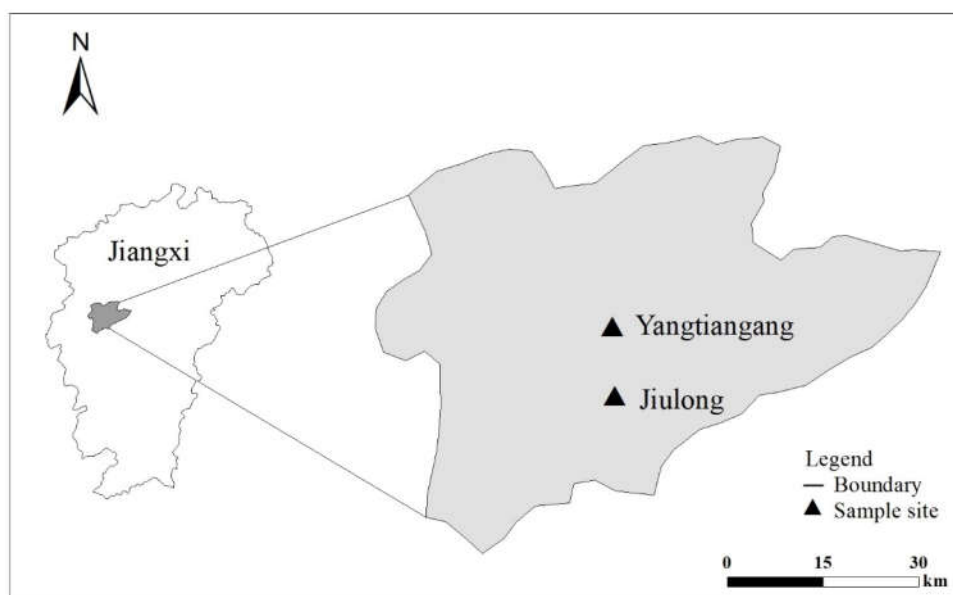 N
Jiangxi
Yangtiangang
Jiulong
Legend
Boundary
Sample site
0 15 30
km